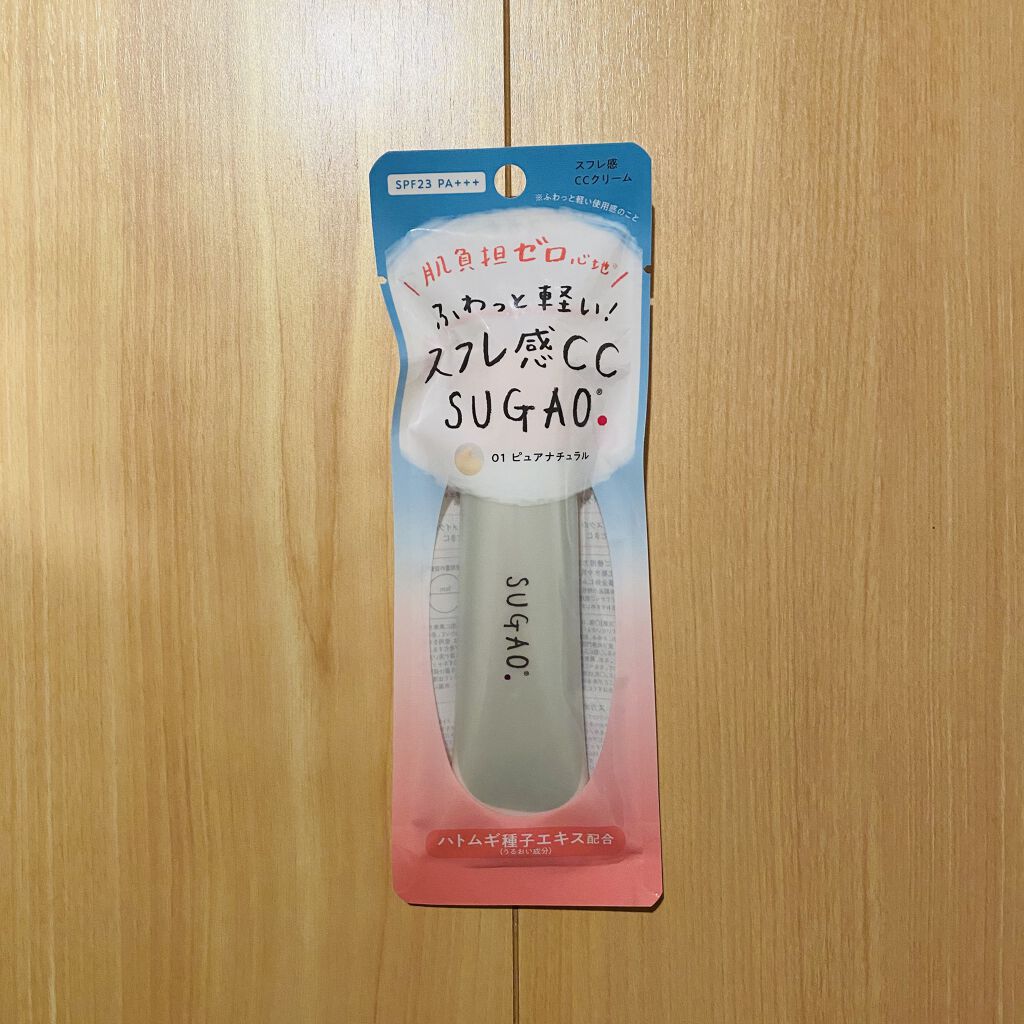 SPF23 PA+++
スフレ感
CCクリーム
※ふわっと軽い使用感のこと
肌負担ゼロ心地※
ふわっと軽い!
スフレ感CC
SUGAO®
01 ピュアナチュラル
SUGAO®
ハトムギ種子エキス配合
(うるおい成分)